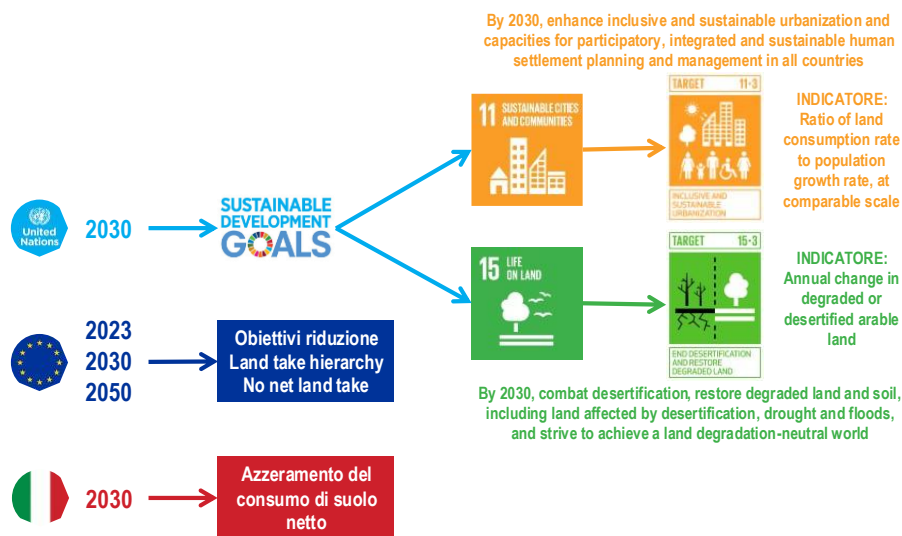 By 2030, enhance inclusive and sustainable urbanization and
capacities for participatory, integrated and sustainable human
settlement planning and management in all countries
11 SUSTAINABLE CITIES
AND COMMUNITIES
TARGET 11·3
INCLUSIVE AND
SUSTAINABLE
URBANIZATION
INDICATORE:
Ratio of land
consumption rate
to population
growth rate, at
comparable scale
United
Nations
2030
SUSTAINABLE
DEVELOPMENT
GOALS
15 LIFE
ON LAND
TARGET 15·3
END DESERTIFICATION
AND RESTORE
DEGRADED LAND
INDICATORE:
Annual change in
degraded or
desertified arable
land
By 2030, combat desertification, restore degraded land and soil,
including land affected by desertification, drought and floods,
and strive to achieve a land degradation-neutral world
2023
2030
2050
Obiettivi riduzione
Land take hierarchy
No net land take
2030
Azzeramento del
consumo di suolo
netto